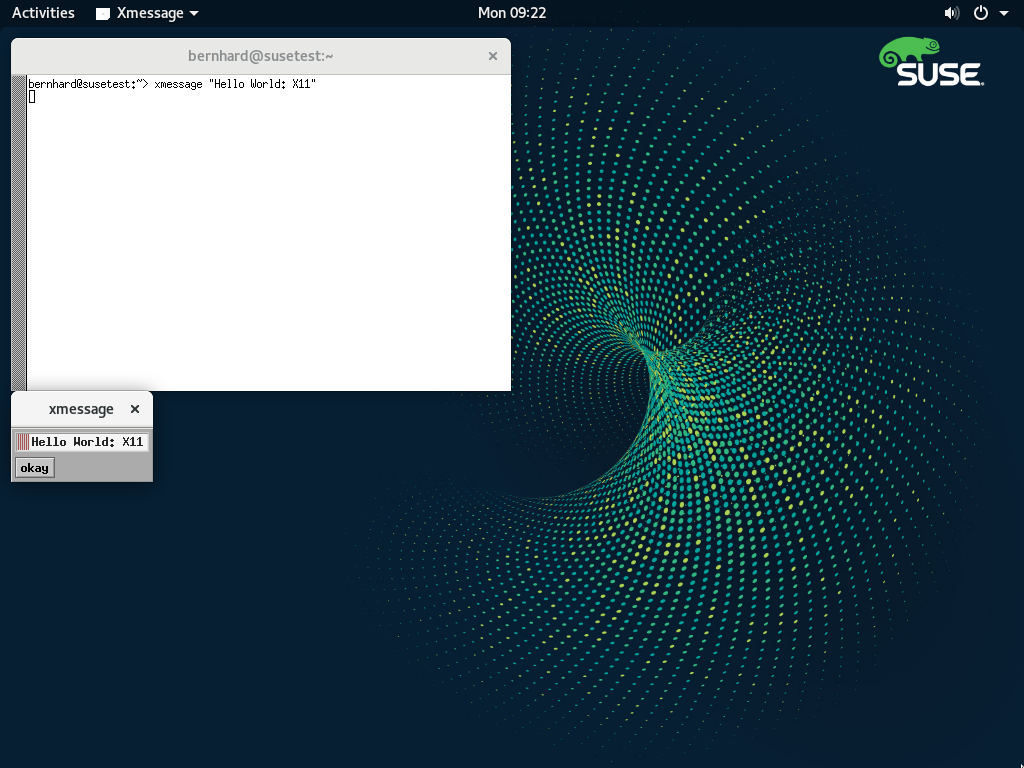 Activities Xmessage Mon 09:22
bernhard@susetest:~
bernhard@susetest:~> xmessage "Hello World: X11"
SUSE
xmessage
Hello World: X11
okay